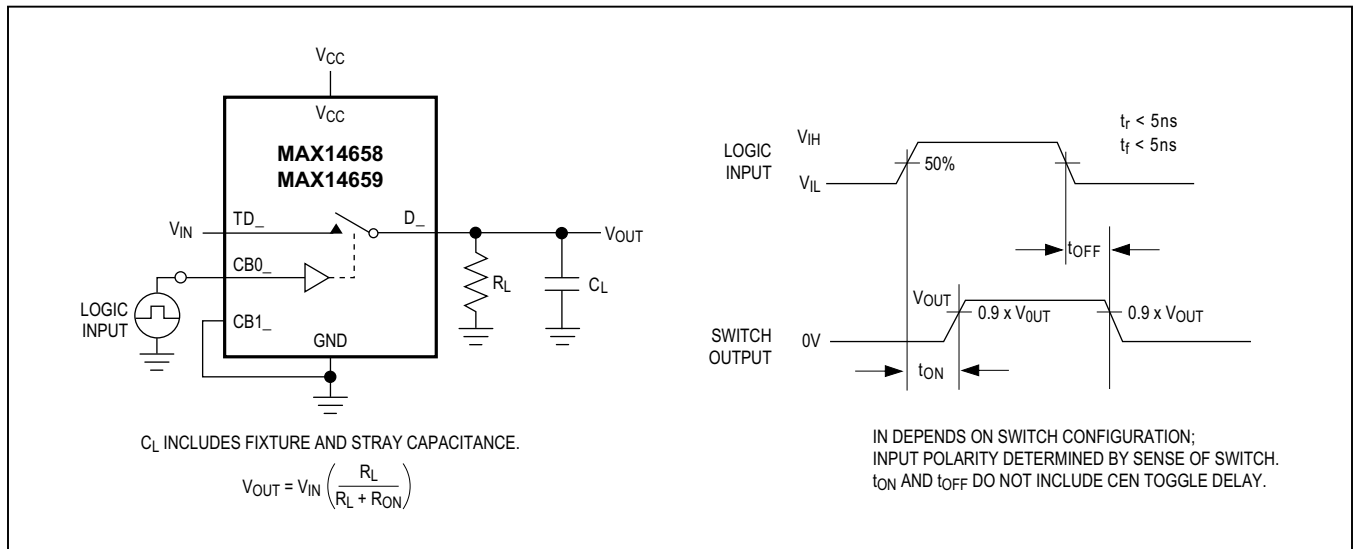 VCC
VCC
MAX14658
MAX14659
VIN
TD_
D_
VOUT
CB0_
RL
CL
LOGIC
INPUT
CB1_
GND
CL INCLUDES FIXTURE AND STRAY CAPACITANCE.
VOUT = VIN (RL / RL + RON)
LOGIC
INPUT
VIH
VIL
50%
tr < 5ns
tf < 5ns
tOFF
VOUT
0.9 x V0UT
0.9 x VOUT
SWITCH
OUTPUT
0V
tON
IN DEPENDS ON SWITCH CONFIGURATION;
INPUT POLARITY DETERMINED BY SENSE OF SWITCH.
tON AND tOFF DO NOT INCLUDE CEN TOGGLE DELAY.